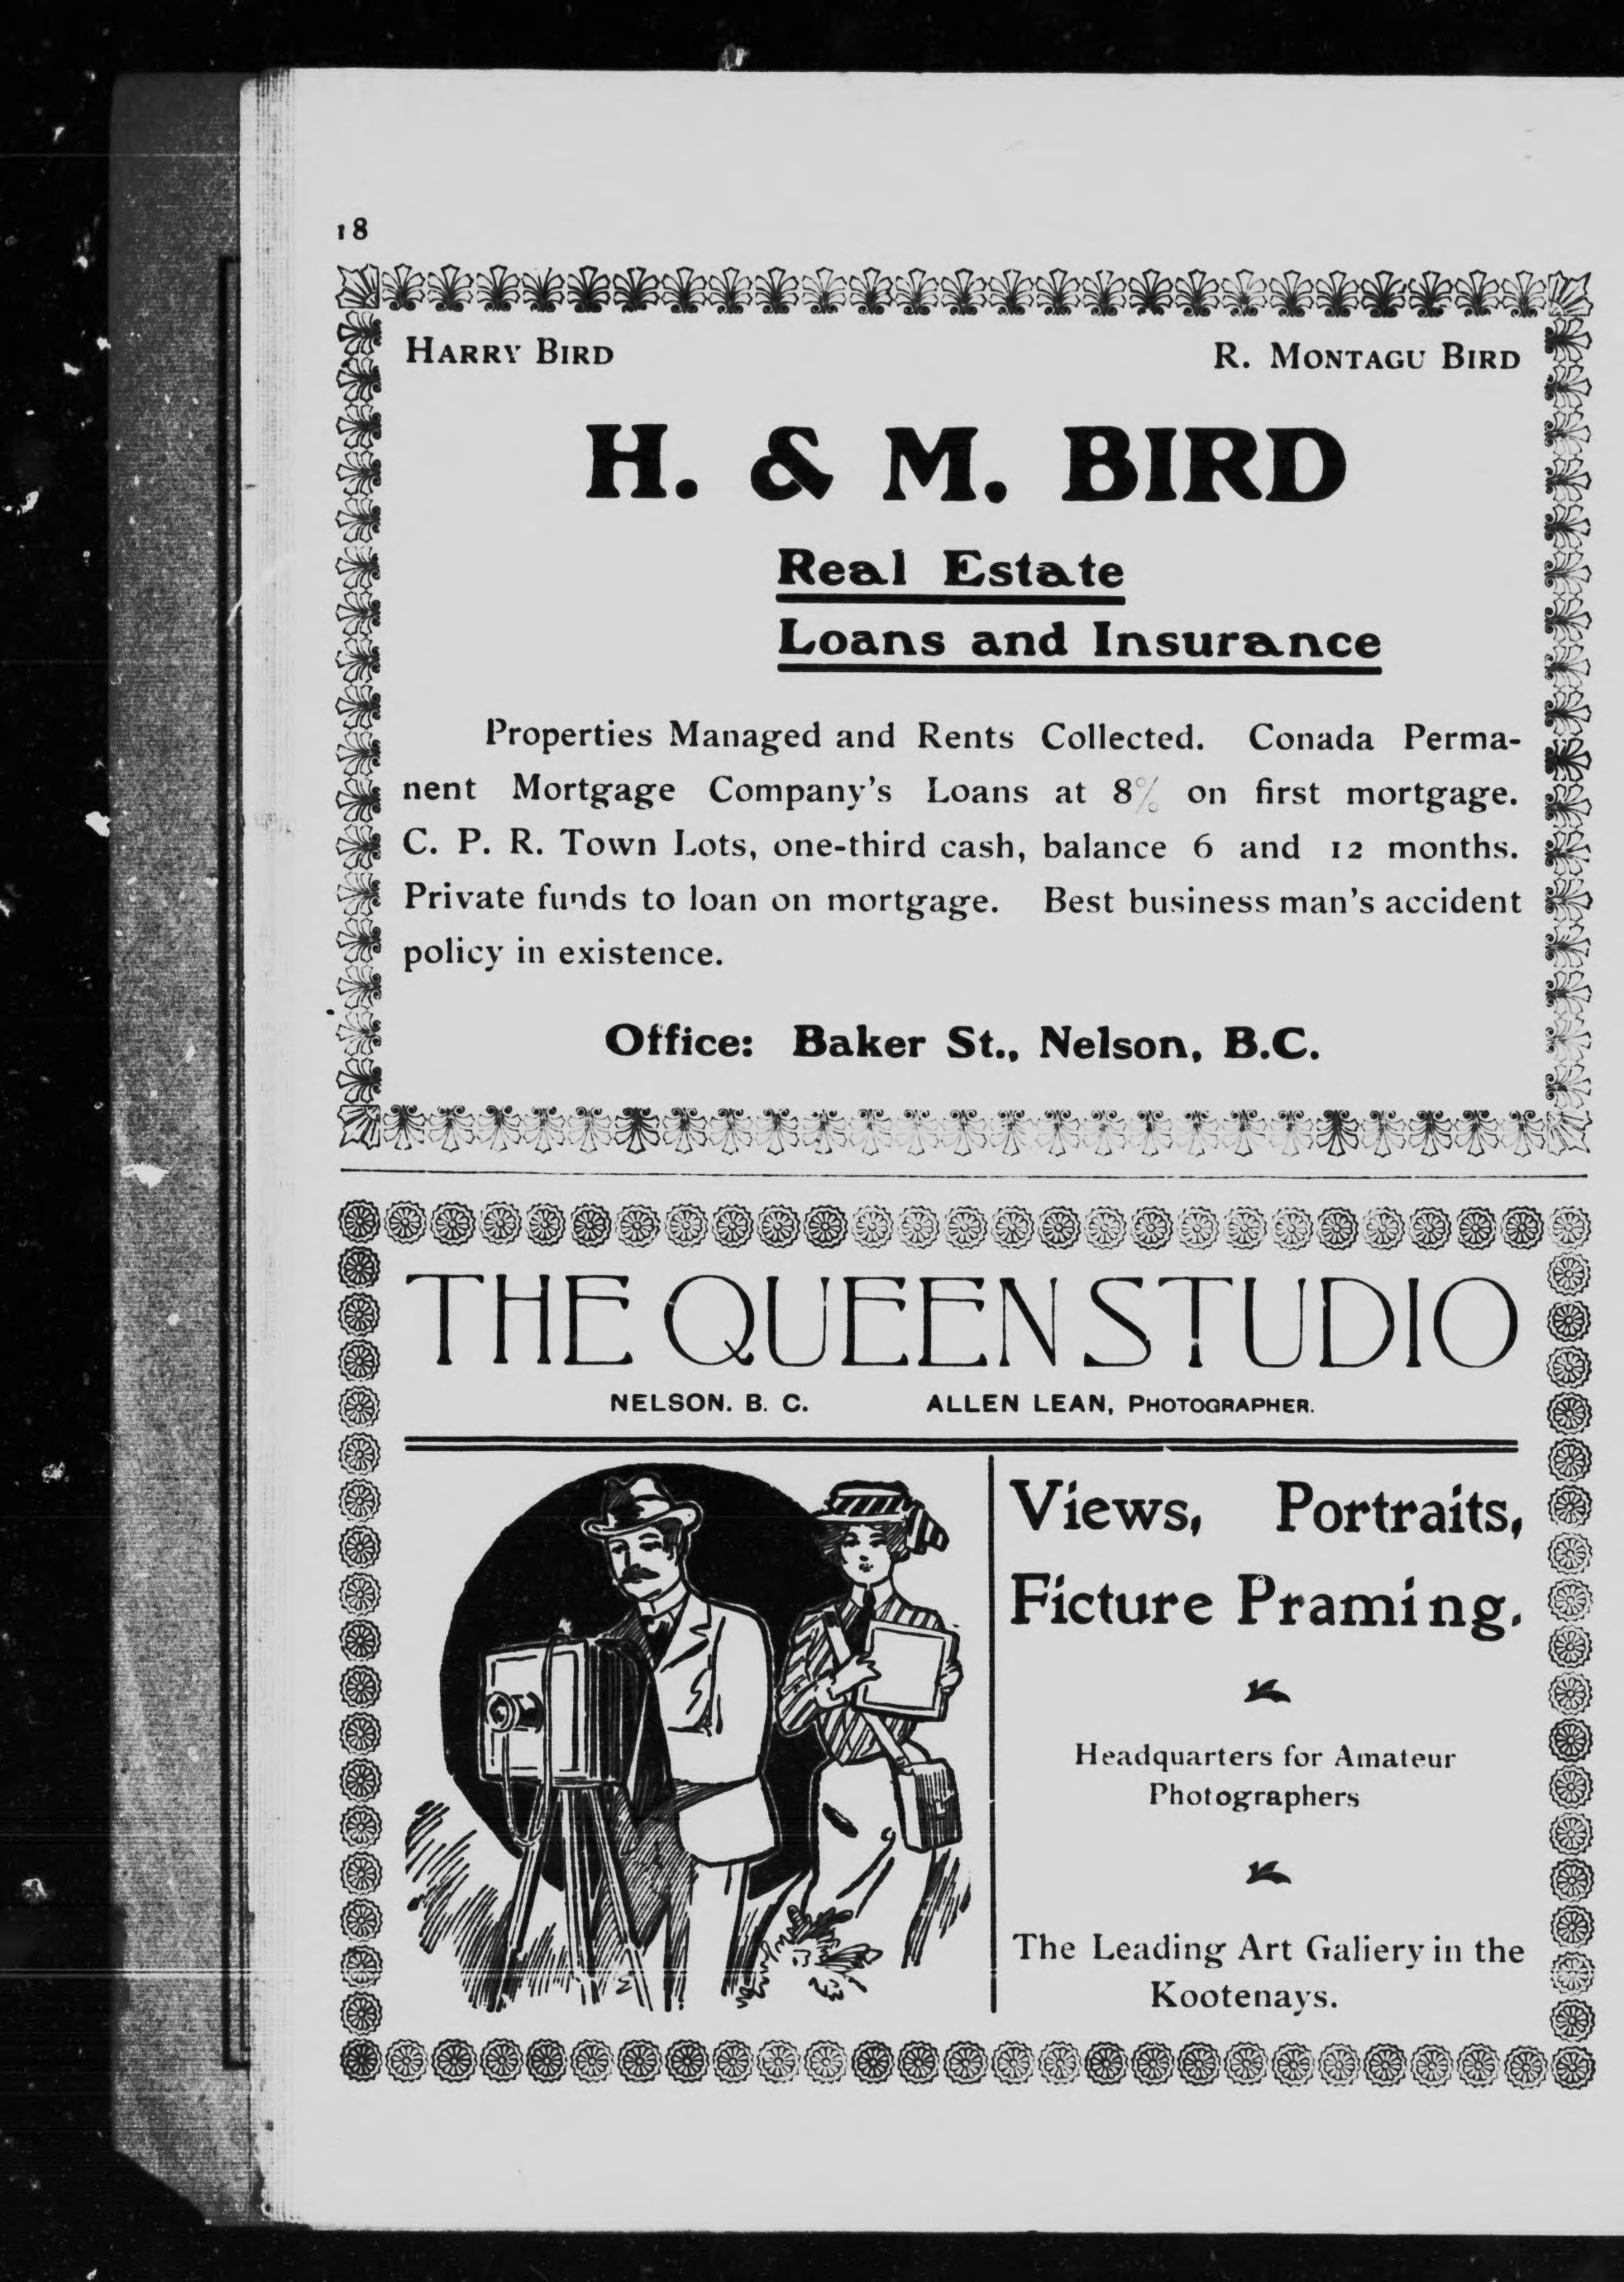 18
HARRY BIRD R. MONTAGU BIRD
H. & M. BIRD
Real Estate
Loans and Insurance
Properties Managed and Rents Collected. Conada Perma-
nent Mortgage Company's Loans at 8% on first mortgage.
C. P. R. Town Lots, one-third cash, balance 6 and 12 months.
Private funds to loan on mortgage. Best business man's accident
policy in existence.
Office: Baker St., Nelson, B.C.
THE QUEEN STUDIO
NELSON. B. C. ALLEN LEAN, PHOTOGRAPHER.
Views, Portraits,
Ficture Praming.
Headquarters for Amateur
Photographers
The Leading Art Galiery in the
Kootenays.